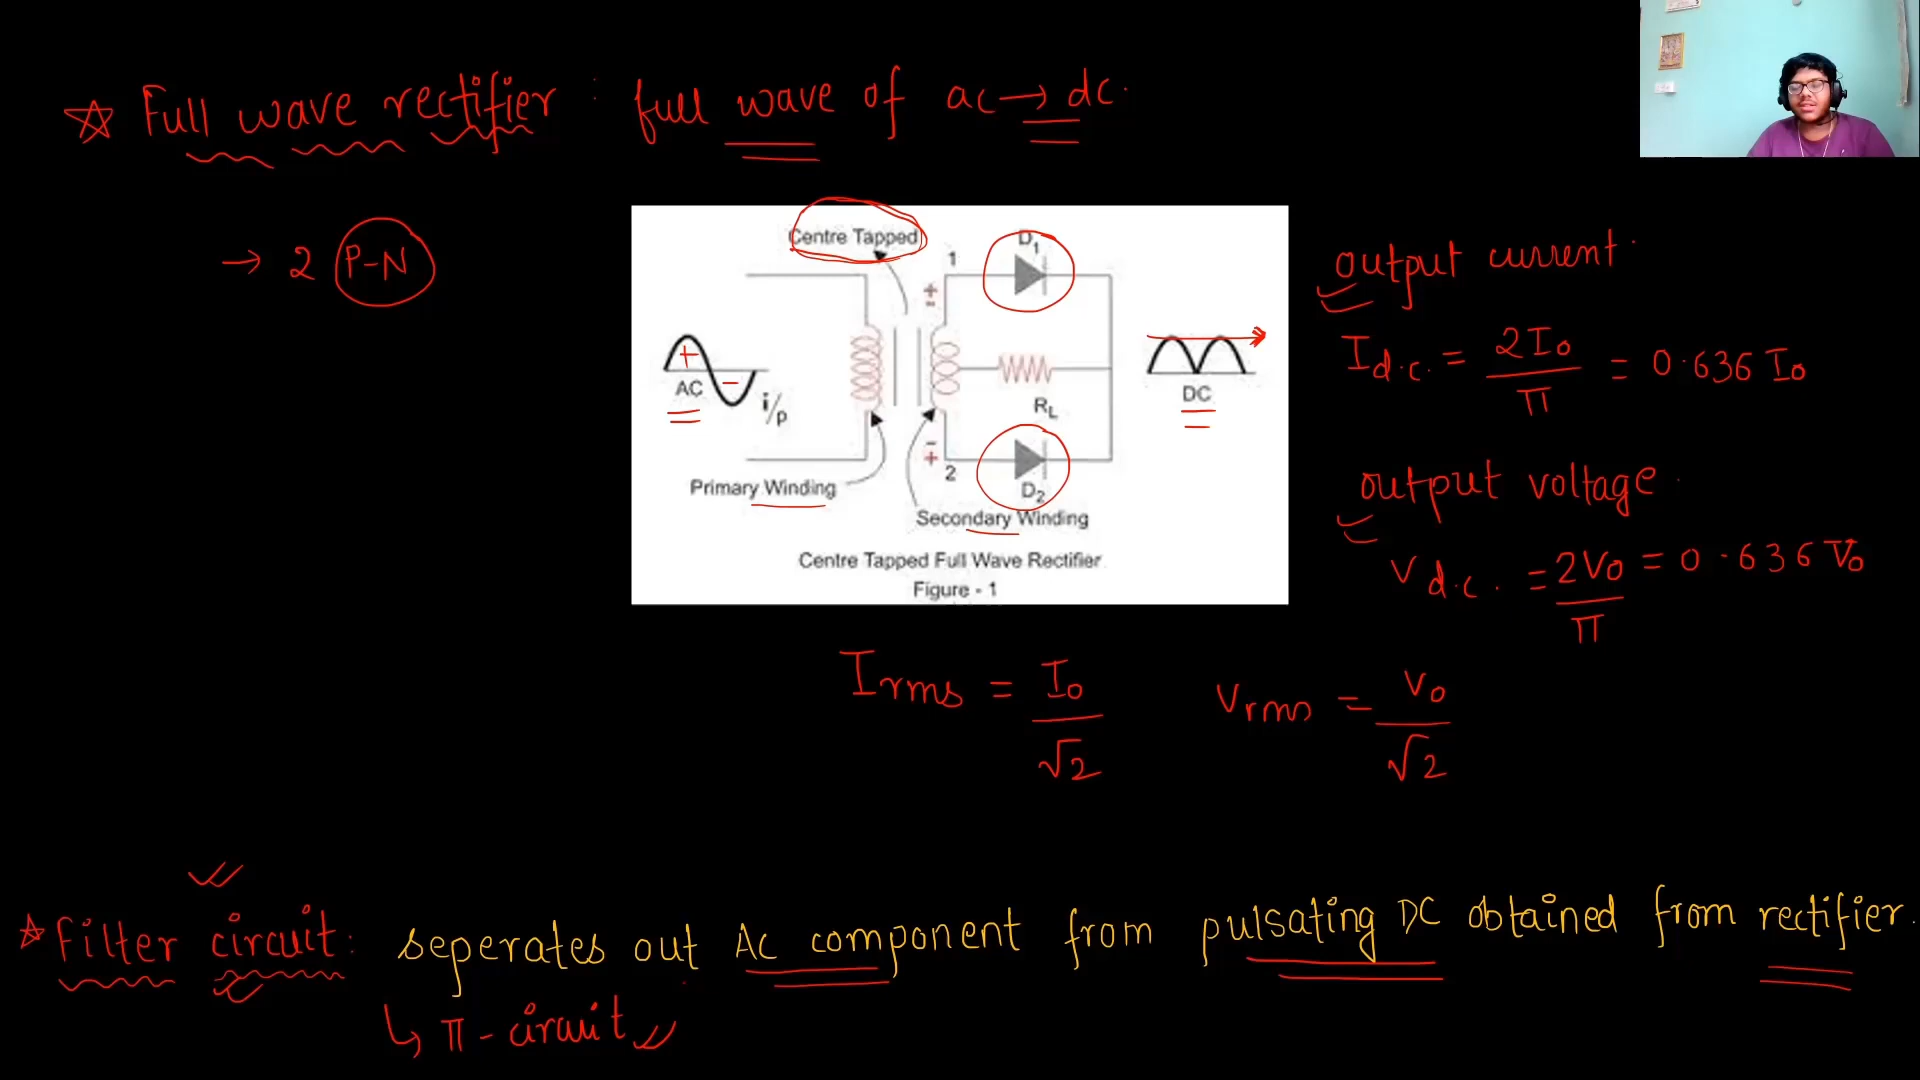 ☆ Full wave rectifier : full wave of ac → dc.
→ 2 P-N
Centre Tapped
D1
1
+
-
+
AC
-
i/p
RL
DC
-
+
2
D2
Primary Winding
Secondary Winding
Centre Tapped Full Wave Rectifier
Figure - 1
output current.
Id.c. = 2I0/π = 0.636 I0
output voltage.
Vd.c. = 2V0/π = 0.636 V0
Irms = I0/√2
Vrms = V0/√2
☆ Filter circuit: seperates out AC component from pulsating DC obtained from rectifier.
↳ π - circuit